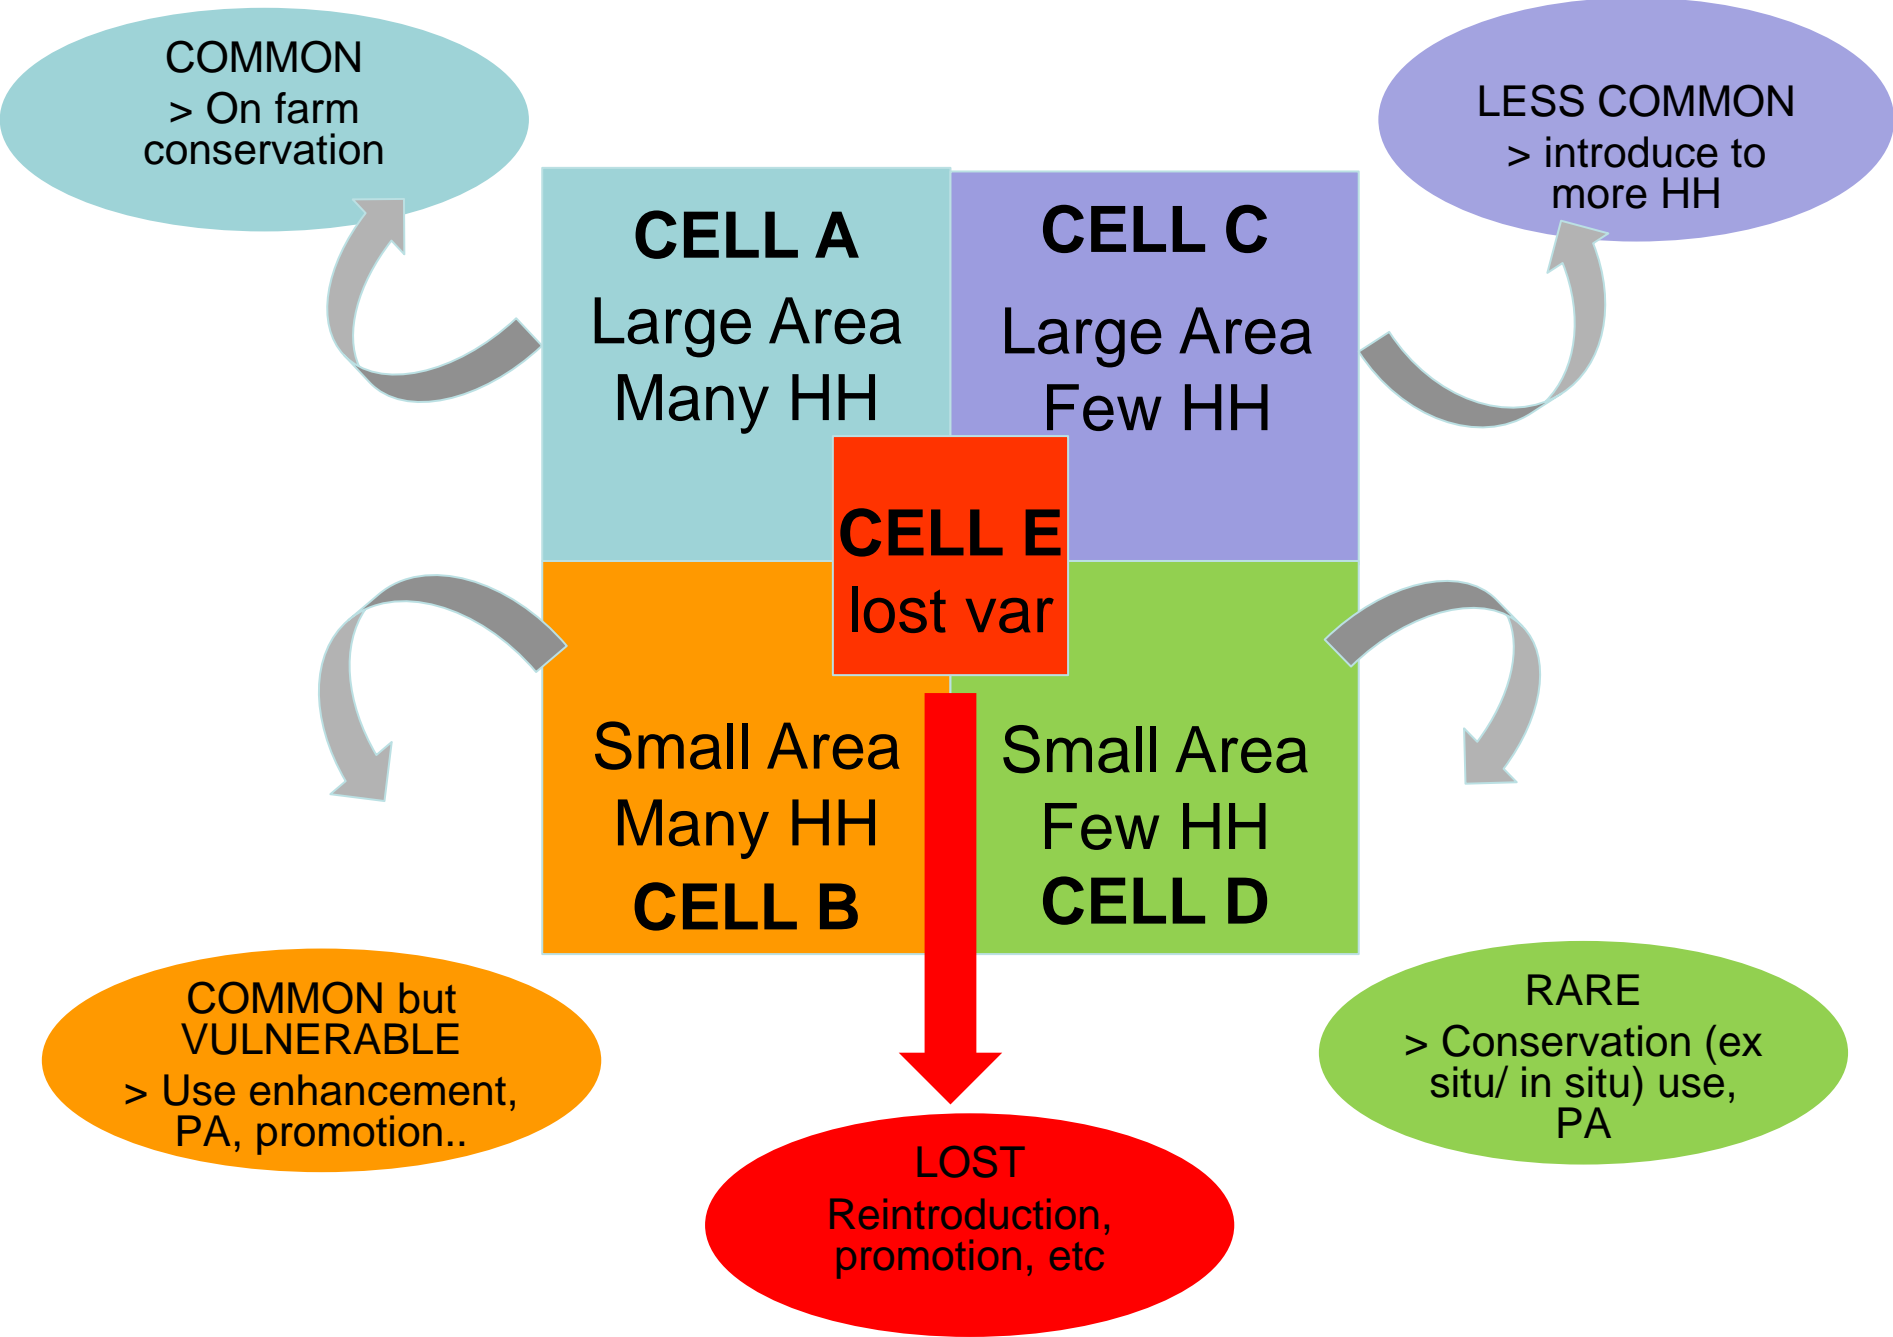 COMMON
> On farm
conservation
LESS COMMON
> introduce to
more HH
CELL A
Large Area
Many HH
CELL C
Large Area
Few HH
CELL E
lost var
Small Area
Many HH
CELL B
Small Area
Few HH
CELL D
COMMON but
VULNERABLE
> Use enhancement,
PA, promotion..
RARE
> Conservation (ex
situ/ in situ) use,
PA
LOST
Reintroduction,
promotion, etc